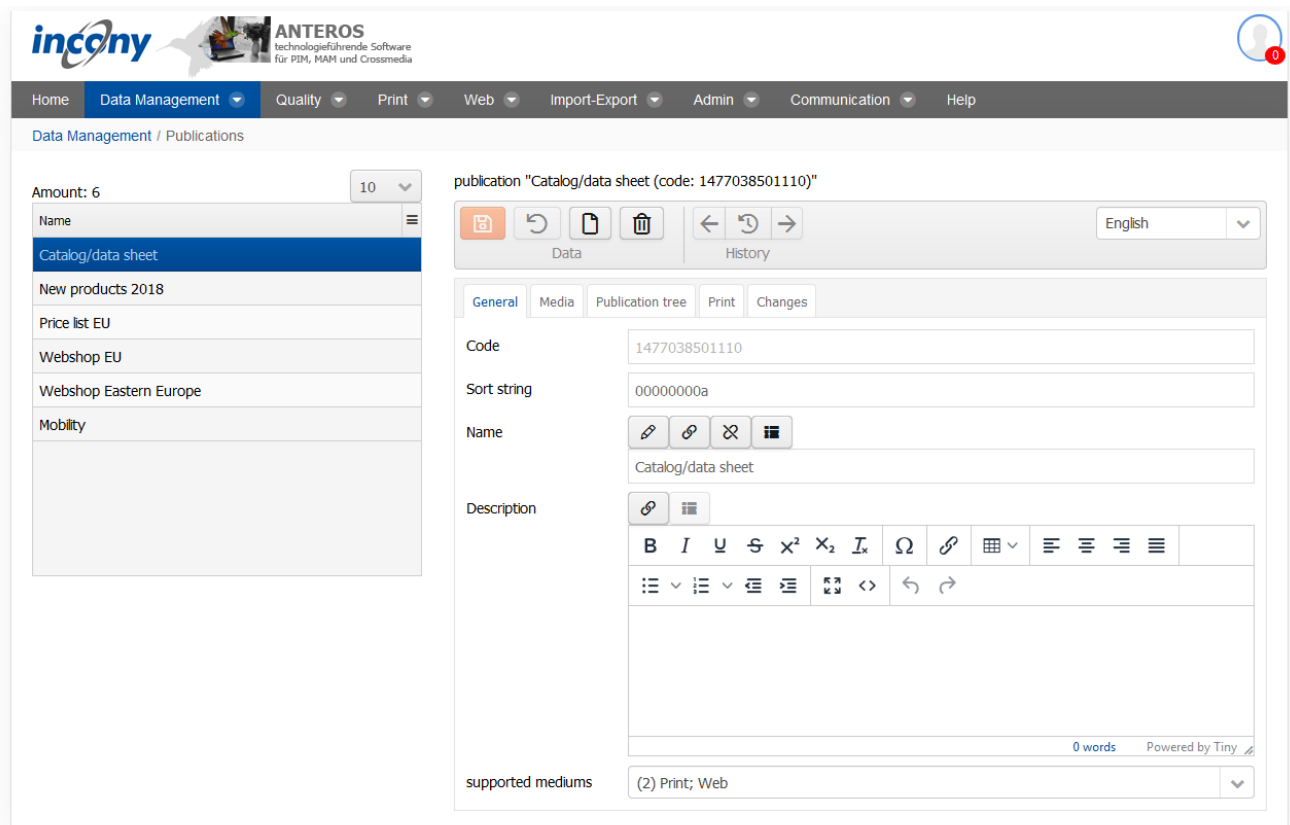 incony
ANTEROS
technologieführende Software
für PIM, MAM und Crossmedia
0
Home Data Management Quality Print Web Import-Export Admin Communication Help
Data Management / Publications
Amount: 6
10
Name
Catalog/data sheet
New products 2018
Price list EU
Webshop EU
Webshop Eastern Europe
Mobility
publication "Catalog/data sheet (code: 1477038501110)"
Data
History
English
General Media Publication tree Print Changes
Code 1477038501110
Sort string 00000000a
Name
Catalog/data sheet
Description
B I U S X² X₂ Ix Ω
0 words Powered by Tiny
supported mediums (2) Print; Web